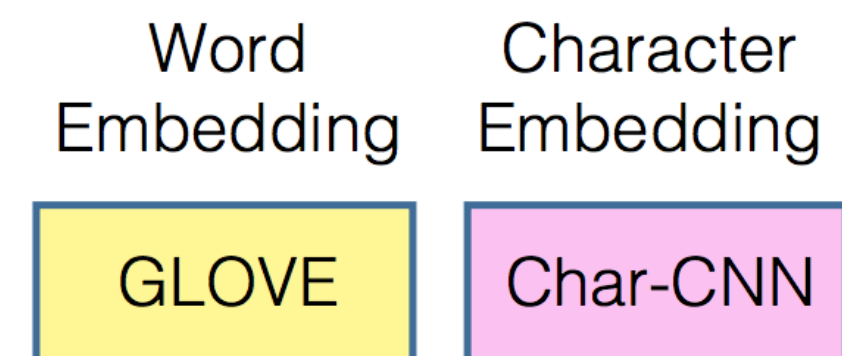 Word
Embedding
Character
Embedding
GLOVE
Char-CNN